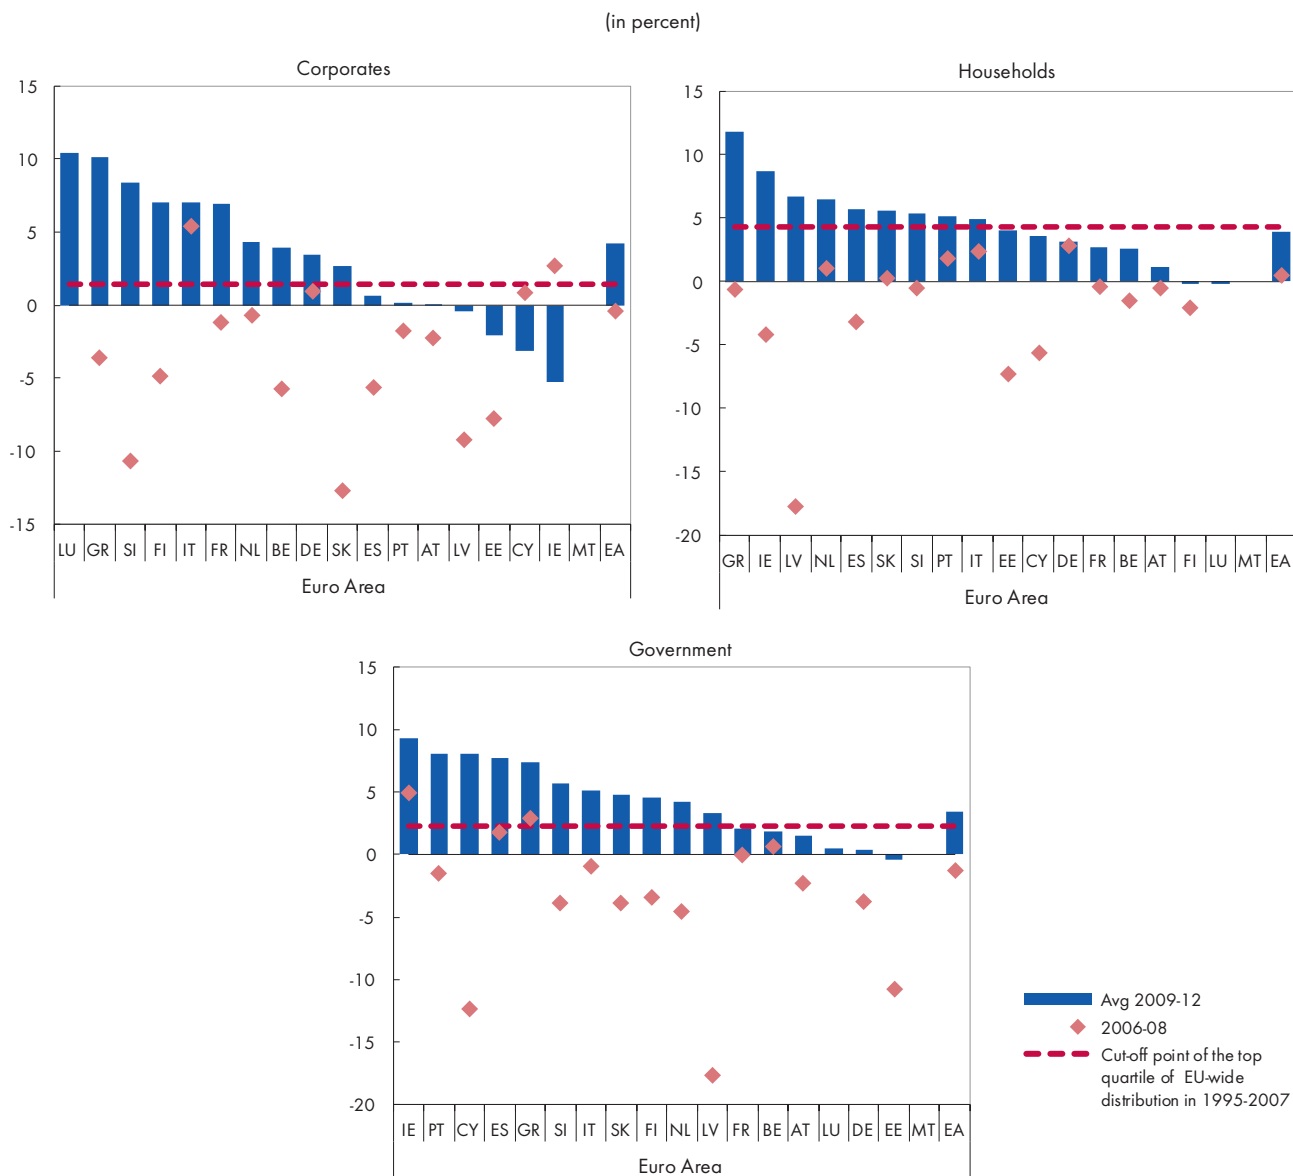 (in percent)
Corporates
15
10
5
0
-5
-10
-15
LU GR SI FI IT FR NL BE DE SK ES PT AT LV EE CY IE MT EA
Euro Area
Households
15
10
5
0
-5
-10
-15
-20
GR IE LV NL ES SK SI PT IT EE CY DE FR BE AT FI LU MT EA
Euro Area
Government
15
10
5
0
-5
-10
-15
-20
IE PT CY ES GR SI IT SK FI NL LV FR BE AT LU DE EE MT EA
Euro Area
Avg 2009-12
2006-08
Cut-off point of the top
quartile of EU-wide
distribution in 1995-2007